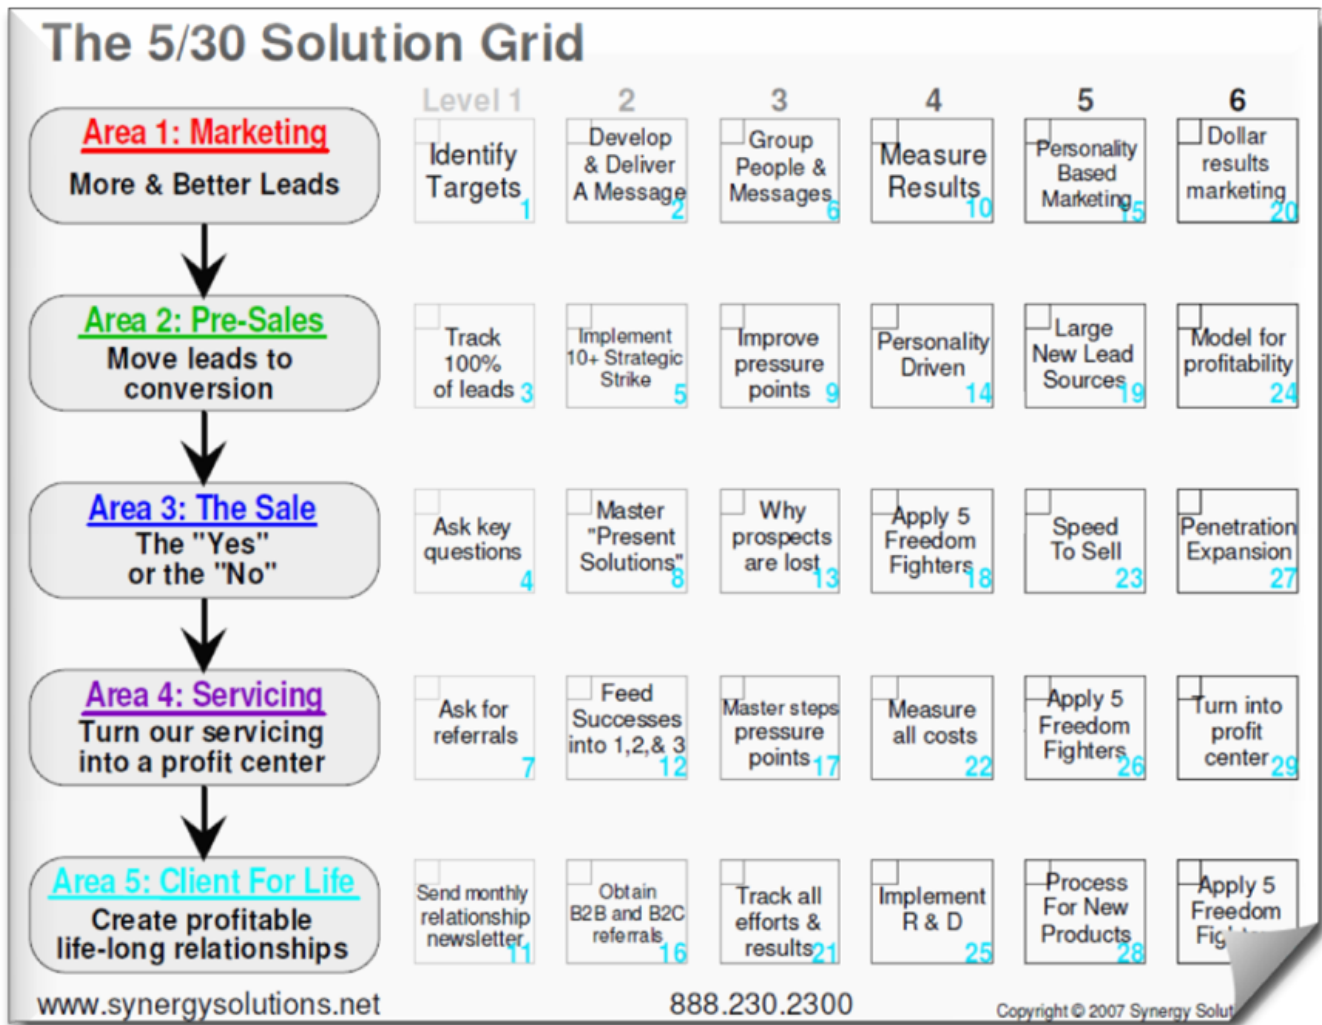 The 5/30 Solution Grid
Level 1 2 3 4 5 6
Area 1: Marketing
More & Better Leads
Identify
Targets
1
Develop
& Deliver
A Message
2
Group
People &
Messages
6
Measure
Results
10
Personality
Based
Marketing
15
Dollar
results
marketing
20
Area 2: Pre-Sales
Move leads to
conversion
Track
100%
of leads
3
Implement
10+ Strategic
Strike
5
Improve
pressure
points
9
Personality
Driven
14
Large
New Lead
Sources
19
Model for
profitability
24
Area 3: The Sale
The "Yes"
or the "No"
Ask key
questions
4
Master
"Present
Solutions"
8
Why
prospects
are lost
13
Apply 5
Freedom
Fighters
18
Speed
To Sell
23
Penetration
Expansion
27
Area 4: Servicing
Turn our servicing
into a profit center
Ask for
referrals
7
Feed
Successes
into 1,2,& 3
12
Master steps
pressure
points
17
Measure
all costs
22
Apply 5
Freedom
Fighters
26
Turn into
profit
center
29
Area 5: Client For Life
Create profitable
life-long relationships
Send monthly
relationship
newsletter
11
Obtain
B2B and B2C
referrals
16
Track all
efforts &
results
21
Implement
R & D
25
Process
For New
Products
28
Apply 5
Freedom
www.synergysolutions.net
888.230.2300
Copyright © 2007 Synergy